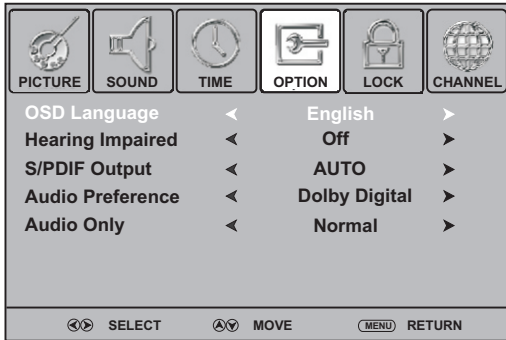 PICTURE SOUND TIME OPTION LOCK CHANNEL
OSD Language English
Hearing Impaired Off
S/PDIF Output AUTO
Audio Preference Dolby Digital
Audio Only Normal
SELECT MOVE MENU RETURN